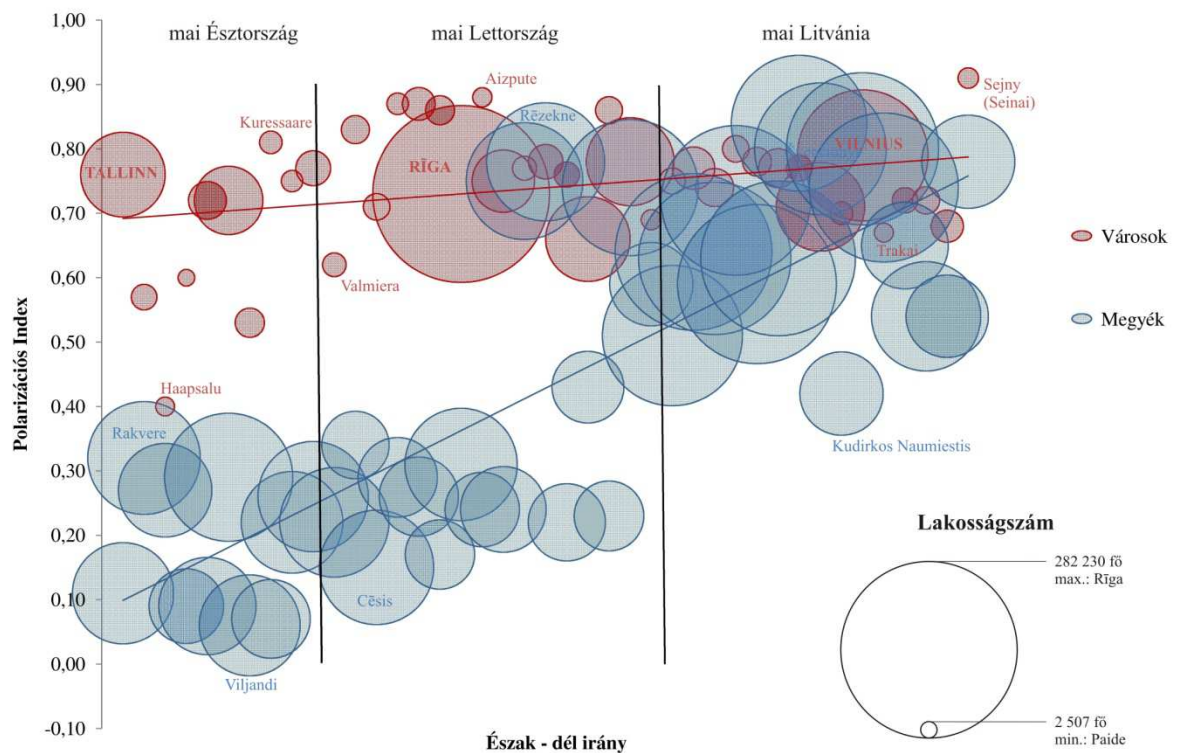 1,00
0,90
0,80
0,70
0,60
0,50
0,40
0,30
0,20
0,10
0,00
-0,10
Polarizációs Index
mai Észtország
mai Lettország
mai Litvánia
Aizpute
Sejny
(Seinai)
Kuressaare
Rēzekne
TALLINN
RĪGA
VILNIUS
Városok
Valmiera
Trakai
Megyék
Haapsalu
Rakvere
Kudirkos Naumiestis
Cēsis
Viljandi
Lakosságszám
282 230 fő
max.: Rīga
2 507 fő
min.: Paide
Észak - dél irány